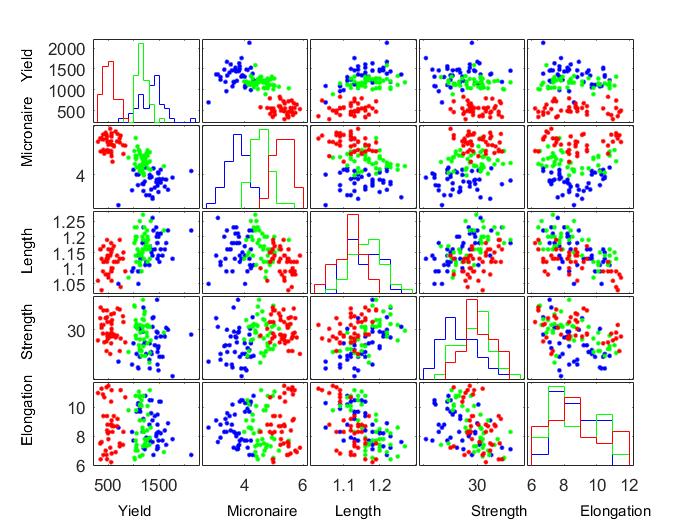 Yield
2000
1500
1000
500
Micronaire
4
Length
1.25
1.2
1.15
1.1
1.05
Strength
30
Elongation
10
8
6
500 1500 4 6 1.1 1.2 30 6 8 10 12
Yield Micronaire Length Strength Elongation